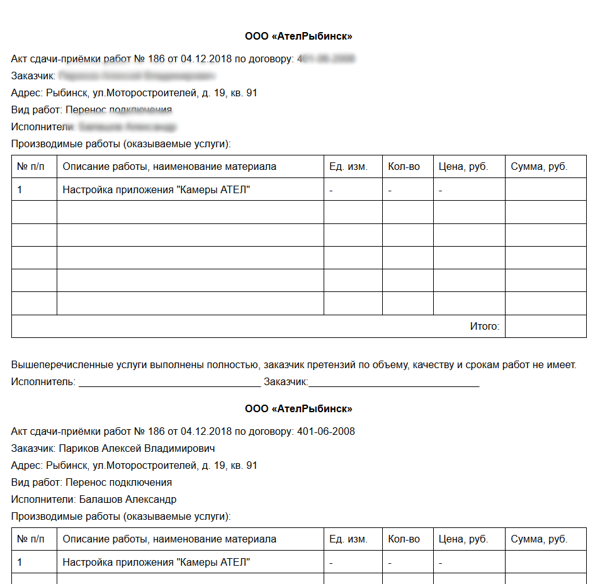 ООО «АтелРыбинск»
Акт сдачи-приёмки работ № 186 от 04.12.2018 по договору:
Заказчик:
Адрес: Рыбинск, ул.Моторостроителей, д. 19, кв. 91
Вид работ: Перенос подключения
Исполнители:
Производимые работы (оказываемые услуги):
№ п/п Описание работы, наименование материала Ед. изм. Кол-во Цена, руб. Сумма, руб.
1 Настройка приложения "Камеры АТЕЛ" - - -
Итого:
Вышеперечисленные услуги выполнены полностью, заказчик претензий по объему, качеству и срокам работ не имеет.
Исполнитель: _________________________________ Заказчик:_______________________________
ООО «АтелРыбинск»
Акт сдачи-приёмки работ № 186 от 04.12.2018 по договору: 401-06-2008
Заказчик: Париков Алексей Владимирович
Адрес: Рыбинск, ул.Моторостроителей, д. 19, кв. 91
Вид работ: Перенос подключения
Исполнители: Балашов Александр
Производимые работы (оказываемые услуги):
№ п/п Описание работы, наименование материала Ед. изм. Кол-во Цена, руб. Сумма, руб.
1 Настройка приложения "Камеры АТЕЛ" - - -